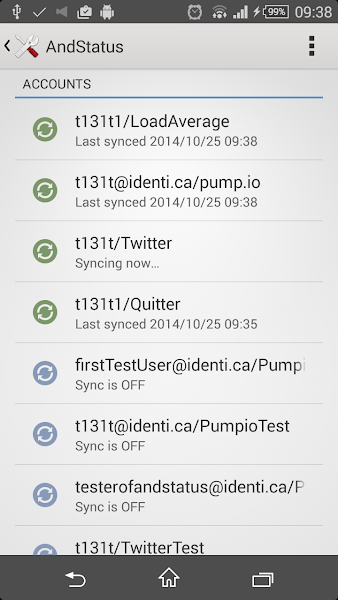 99%
09:38
AndStatus
ACCOUNTS
t131t1/LoadAverage
Last synced 2014/10/25 09:38
t131t@identi.ca/pump.io
Last synced 2014/10/25 09:38
t131t/Twitter
Syncing now…
t131t1/Quitter
Last synced 2014/10/25 09:35
firstTestUser@identi.ca/Pumpi
Sync is OFF
t131t@identi.ca/PumpioTest
Sync is OFF
testerofandstatus@identi.ca/P
Sync is OFF
t131t/TwitterTest